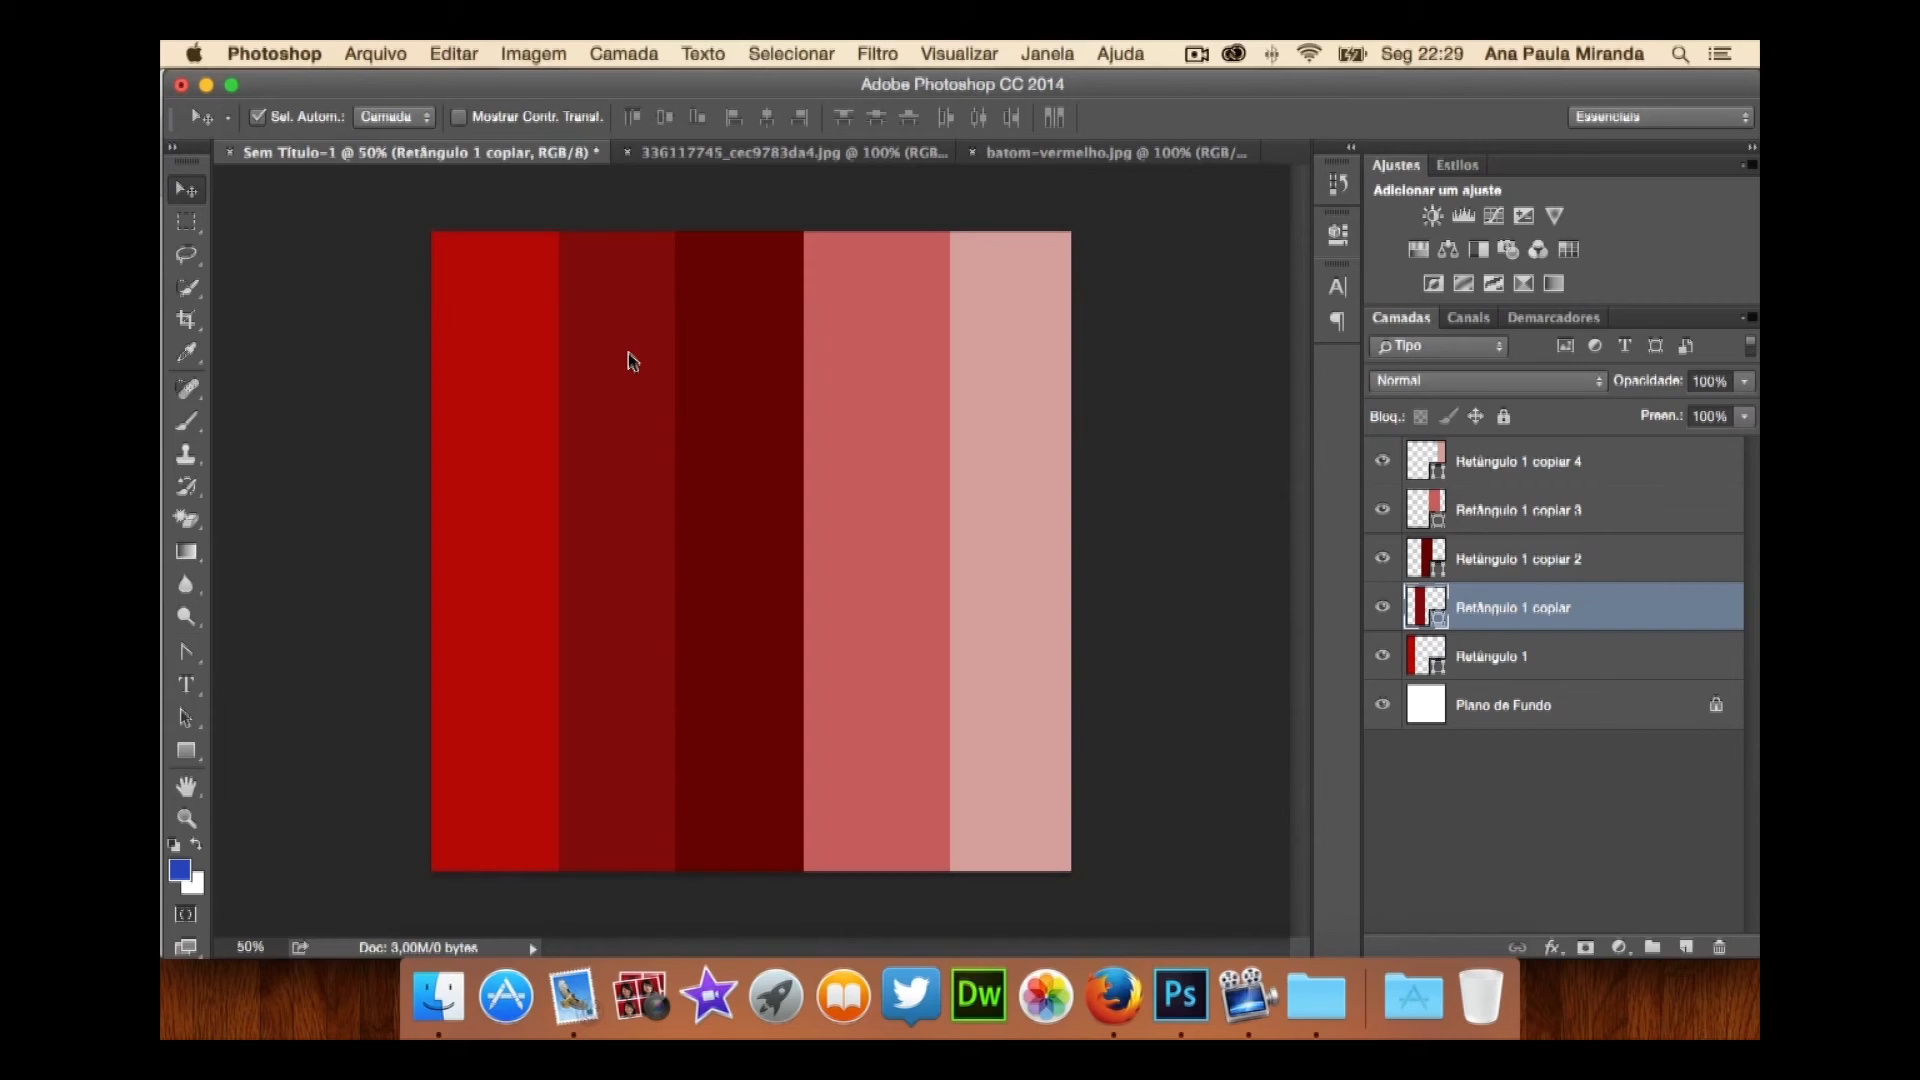 Photoshop Arquivo Editar Imagem Camada Texto Selecionar Filtro Visualizar Janela Ajuda Seg 22:29 Ana Paula Miranda
Adobe Photoshop CC 2014
Sel. Autom.: Camada Mostrar Contr. Transf. Essenciais
Sem Título-1 @ 50% (Retângulo 1 copiar, RGB/8) * 336117745_cec9783da4.jpg @ 100% (RGB... batom-vermelho.jpg @ 100% (RGB/...
Ajustes Estilos
Adicionar um ajuste
Camadas Canais Demarcadores
Tipo
Normal Opacidade: 100%
Bloq.: Preen.: 100%
Retângulo 1 copiar 4
Retângulo 1 copiar 3
Retângulo 1 copiar 2
Retângulo 1 copiar
Retângulo 1
Plano de Fundo
50% Doc: 3,00M/0 bytes
Dw Ps